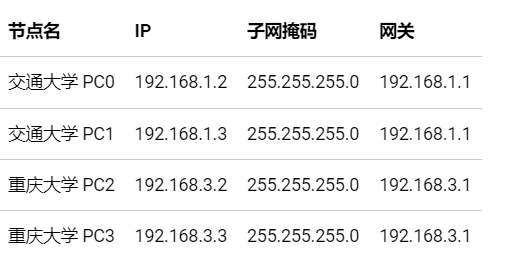 节点名 IP 子网掩码 网关
交通大学 PC0 192.168.1.2 255.255.255.0 192.168.1.1
交通大学 PC1 192.168.1.3 255.255.255.0 192.168.1.1
重庆大学 PC2 192.168.3.2 255.255.255.0 192.168.3.1
重庆大学 PC3 192.168.3.3 255.255.255.0 192.168.3.1